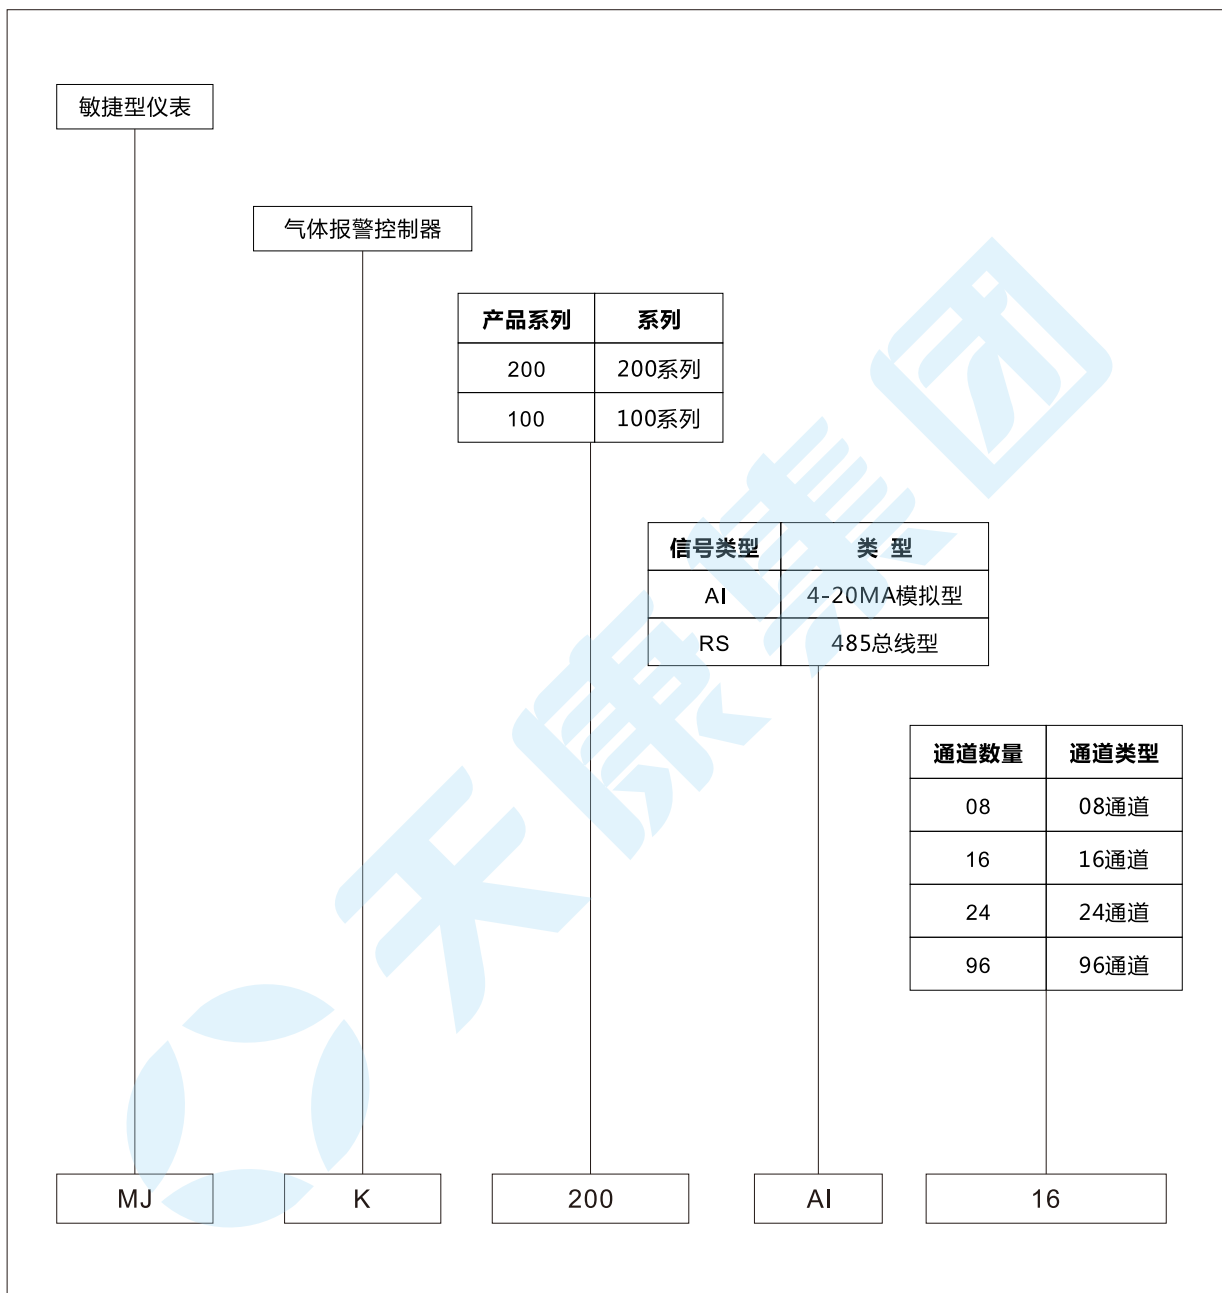 敏捷型仪表
气体报警控制器
产品系列 系列
200 200系列
100 100系列
信号类型 类 型
AI 4-20MA模拟型
RS 485总线型
通道数量 通道类型
08 08通道
16 16通道
24 24通道
96 96通道
MJ K 200 AI 16
天康集团